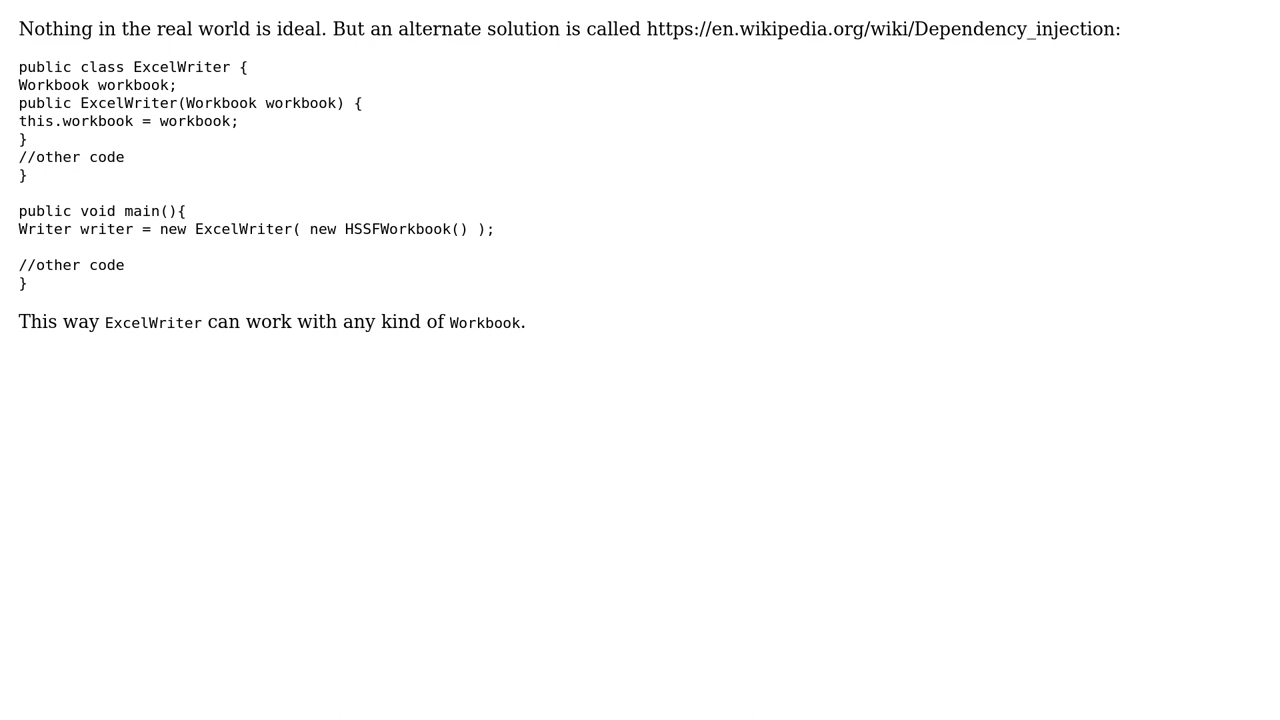 Nothing in the real world is ideal. But an alternate solution is called https://en.wikipedia.org/wiki/Dependency_injection:
public class ExcelWriter {
Workbook workbook;
public ExcelWriter(Workbook workbook) {
this.workbook = workbook;
}
//other code
}
public void main(){
Writer writer = new ExcelWriter( new HSSFWorkbook() );
//other code
}
This way ExcelWriter can work with any kind of Workbook.